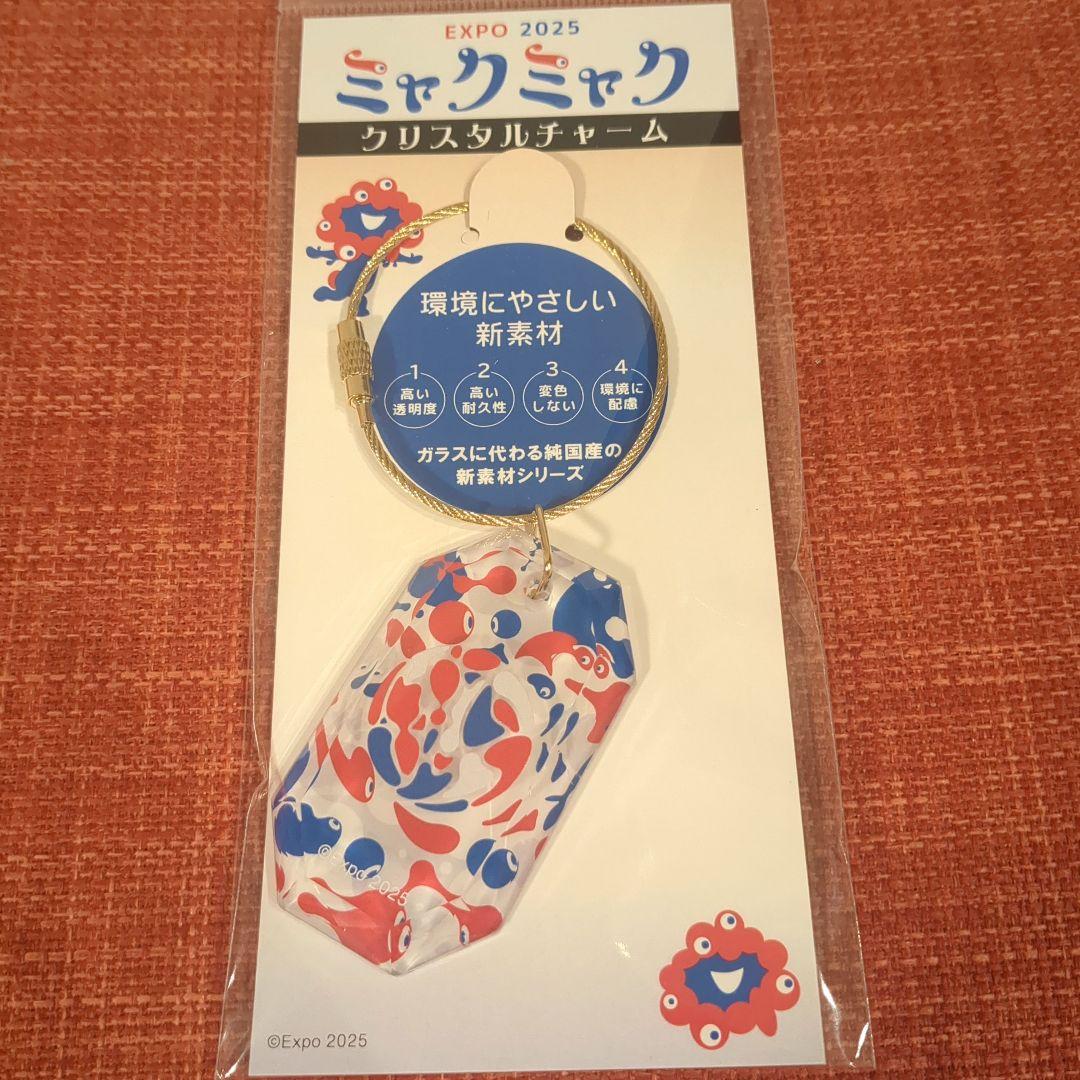 EXPO 2025
ミャクミャク
クリスタルチャーム
環境にやさしい
新素材
1
高い
透明度
2
高い
耐久性
3
変色
しない
4
環境に
配慮
ガラスに代わる純国産の
新素材シリーズ
©Expo 2025
©Expo 2025